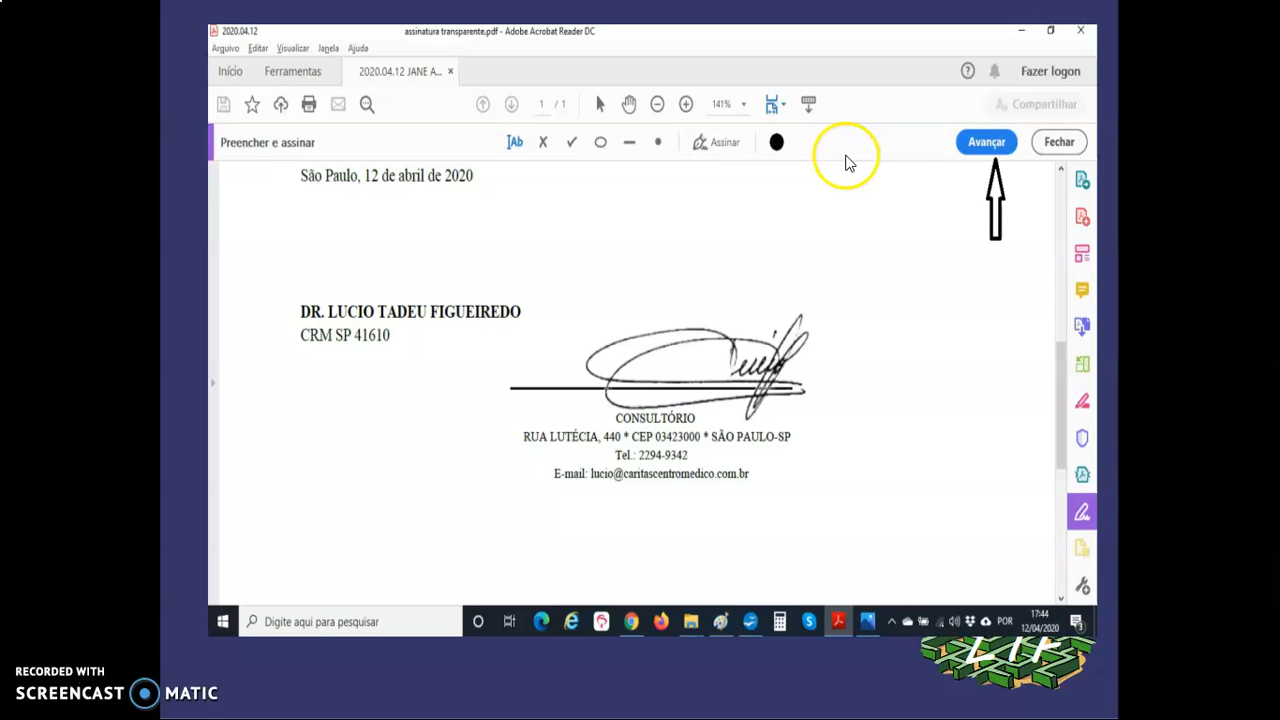 2020.04.12
assinatura transparente.pdf - Adobe Acrobat Reader DC
Arquivo Editar Visualizar Janela Ajuda
Início Ferramentas 2020.04.12 JANE A... × Fazer logon
1 / 1 141% Compartilhar
Preencher e assinar Ab Assinar Avançar Fechar
São Paulo, 12 de abril de 2020
DR. LUCIO TADEU FIGUEIREDO
CRM SP 41610
Lucio
CONSULTÓRIO
RUA LUTÉCIA, 440 * CEP 03423000 * SÃO PAULO-SP
Tel.: 2294-9342
E-mail: lucio@caritascentromedico.com.br
Digite aqui para pesquisar POR 17:44
12/04/2020 3
LTF
RECORDED WITH
SCREENCAST MATIC